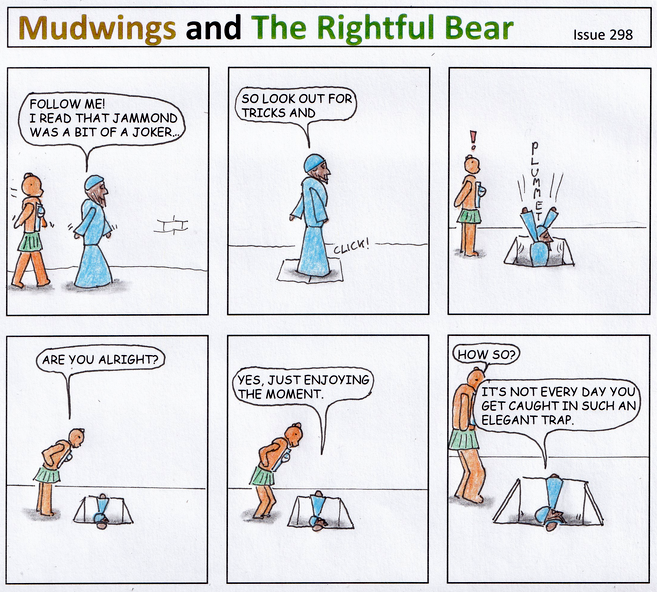 Mudwings and The Rightful Bear
Issue 298
FOLLOW ME!
I READ THAT JAMMOND
WAS A BIT OF A JOKER...
SO LOOK OUT FOR
TRICKS AND
CLICK!
!
PLUMMET
ARE YOU ALRIGHT?
YES, JUST ENJOYING
THE MOMENT.
HOW SO?
IT'S NOT EVERY DAY YOU
GET CAUGHT IN SUCH AN
ELEGANT TRAP.